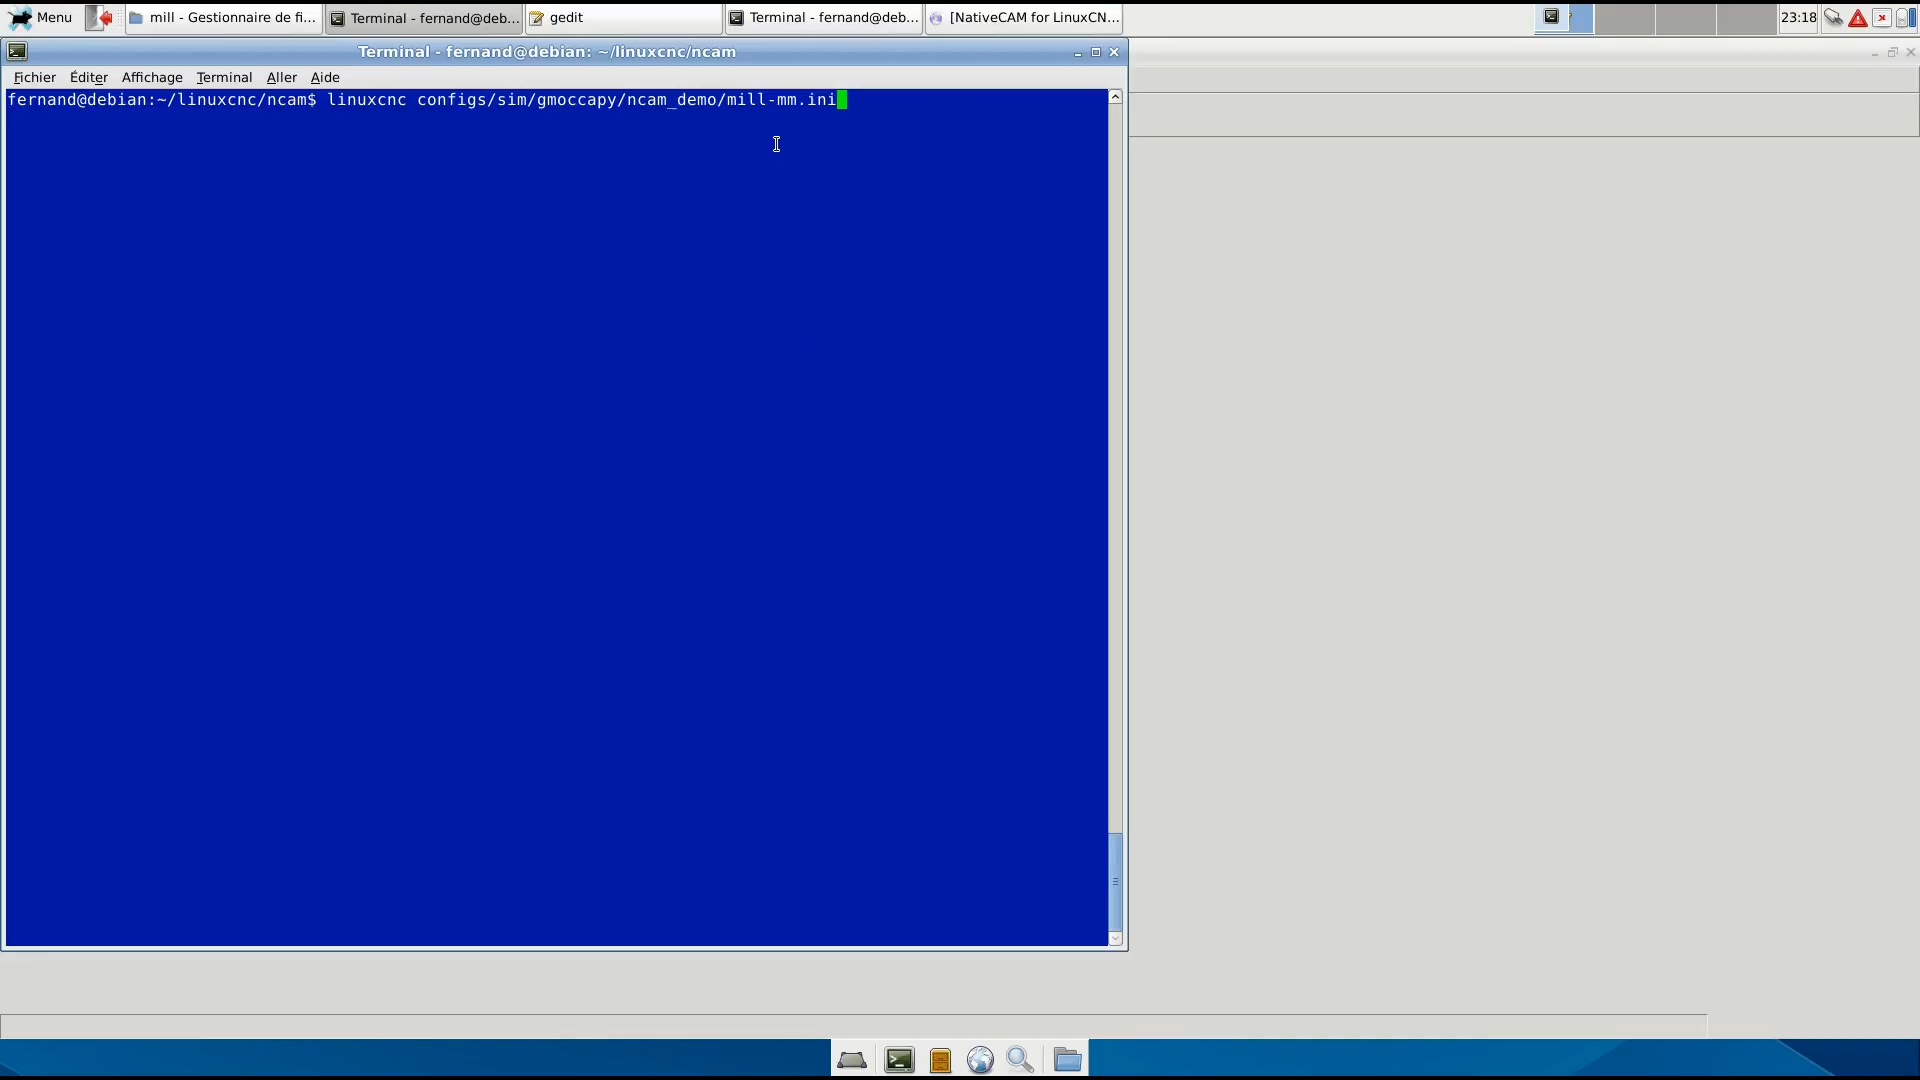 Menu
mill - Gestionnaire de fi...
Terminal - fernand@deb...
gedit
Terminal - fernand@deb...
[NativeCAM for LinuxCN...
23:18
Terminal - fernand@debian: ~/linuxcnc/ncam
Fichier Éditer Affichage Terminal Aller Aide
fernand@debian:~/linuxcnc/ncam$ linuxcnc configs/sim/gmoccapy/ncam_demo/mill-mm.ini